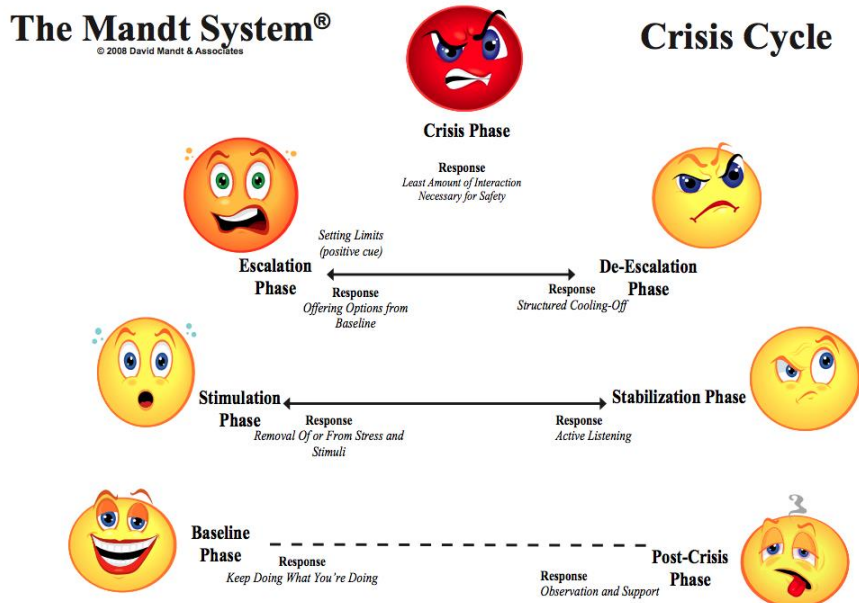 The Mandt System®
© 2008 David Mandt & Associates
Crisis Cycle
Crisis Phase
Response
Least Amount of Interaction
Necessary for Safety
Setting Limits
(positive cue)
Escalation
Phase
Response
Offering Options from
Baseline
De-Escalation
Phase
Response
Structured Cooling-Off
Stimulation
Phase
Response
Removal Of or From Stress and
Stimuli
Stabilization Phase
Response
Active Listening
Baseline
Phase
Response
Keep Doing What You're Doing
Post-Crisis
Phase
Response
Observation and Support